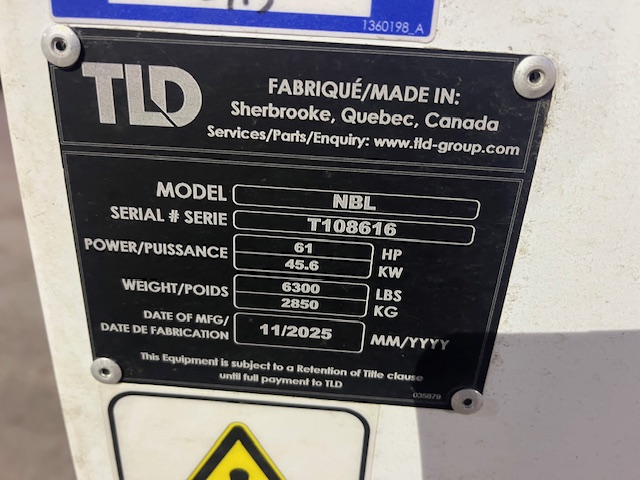 1360198_A
TLD
FABRIQUÉ/MADE IN:
Sherbrooke, Quebec, Canada
Services/Parts/Enquiry: www.tld-group.com
MODEL NBL
SERIAL # SERIE T108616
POWER/PUISSANCE 61 HP
45.6 KW
WEIGHT/POIDS 6300 LBS
2850 KG
DATE OF MFG/
DATE DE FABRICATION 11/2025 MM/YYYY
This Equipment is subject to a Retention of Title clause
until full payment to TLD
035879